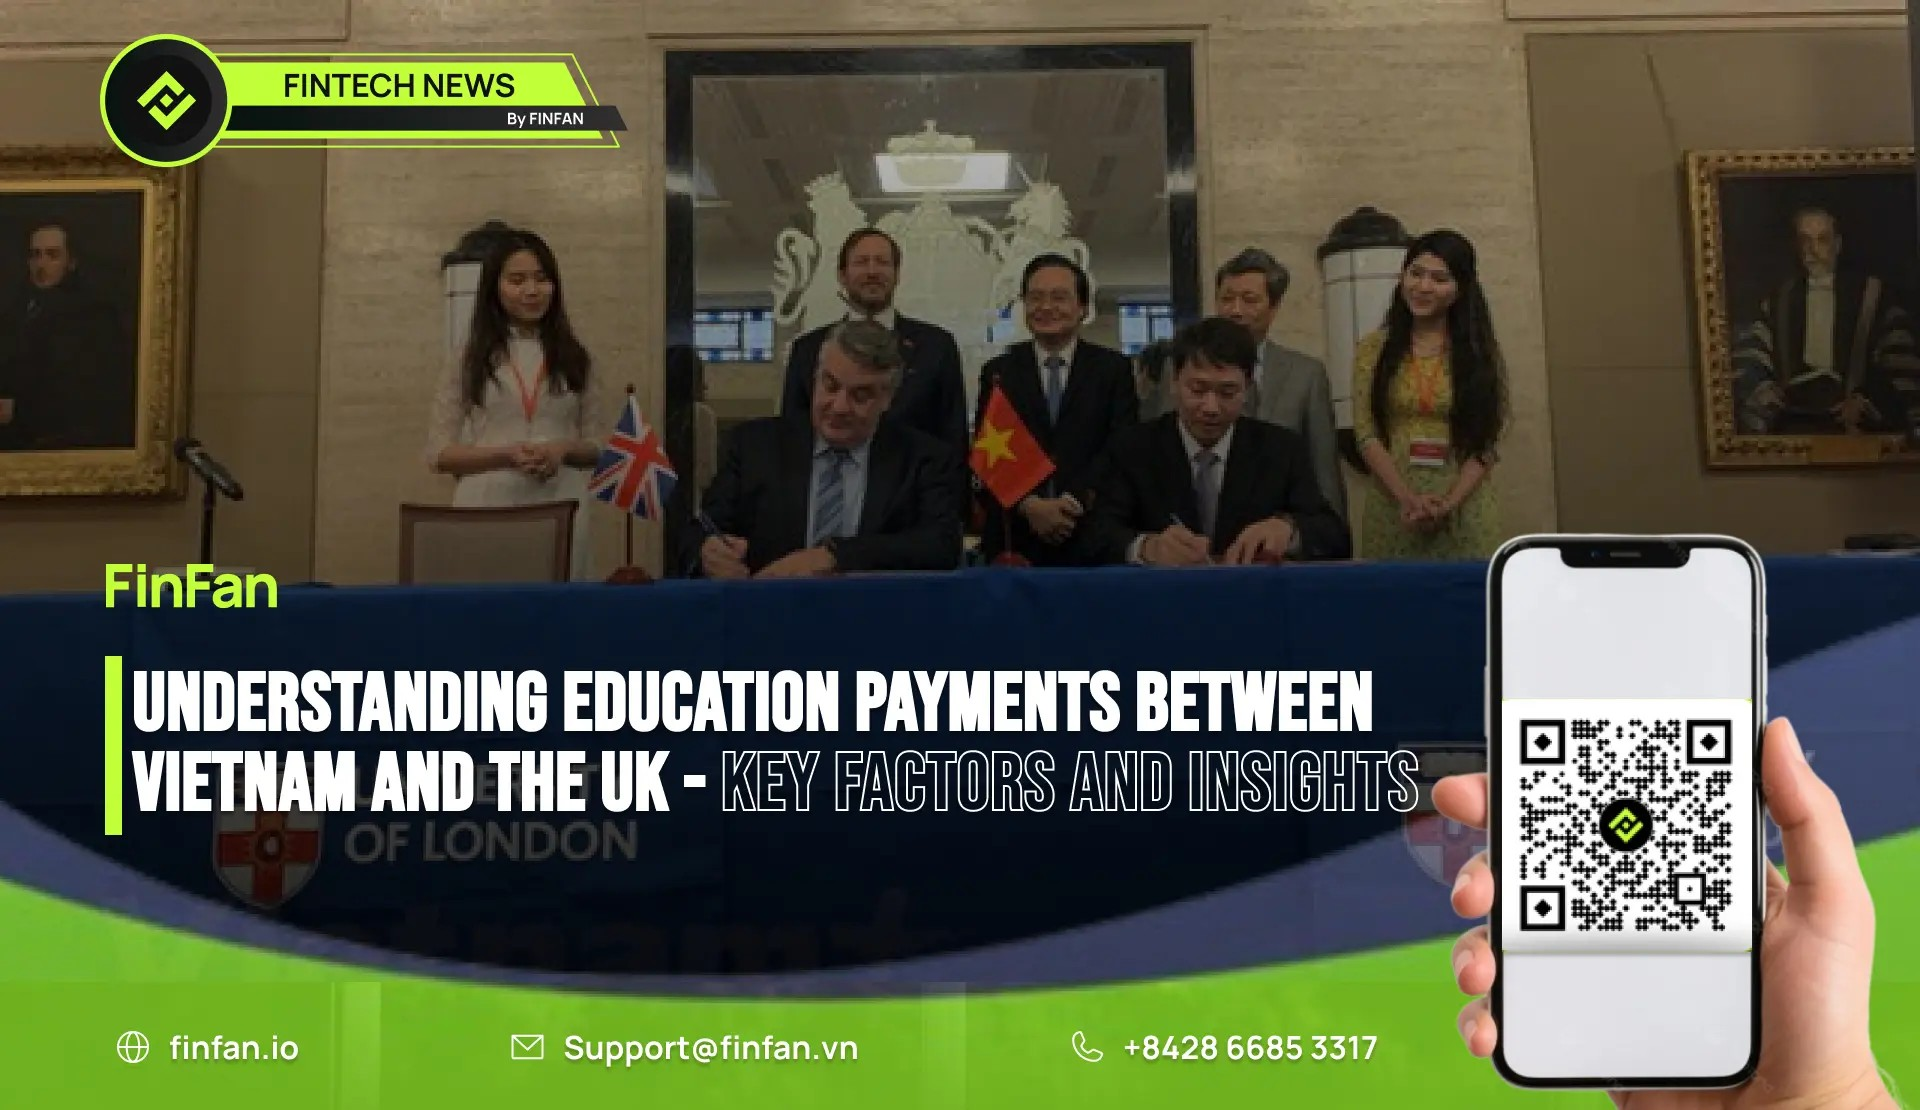 FINTECH NEWS
By FINFAN
FinFan
UNDERSTANDING EDUCATION PAYMENTS BETWEEN
VIETNAM AND THE UK - KEY FACTORS AND INSIGHTS
OF LONDON
finfan.io
Support@finfan.vn
+8428 6685 3317